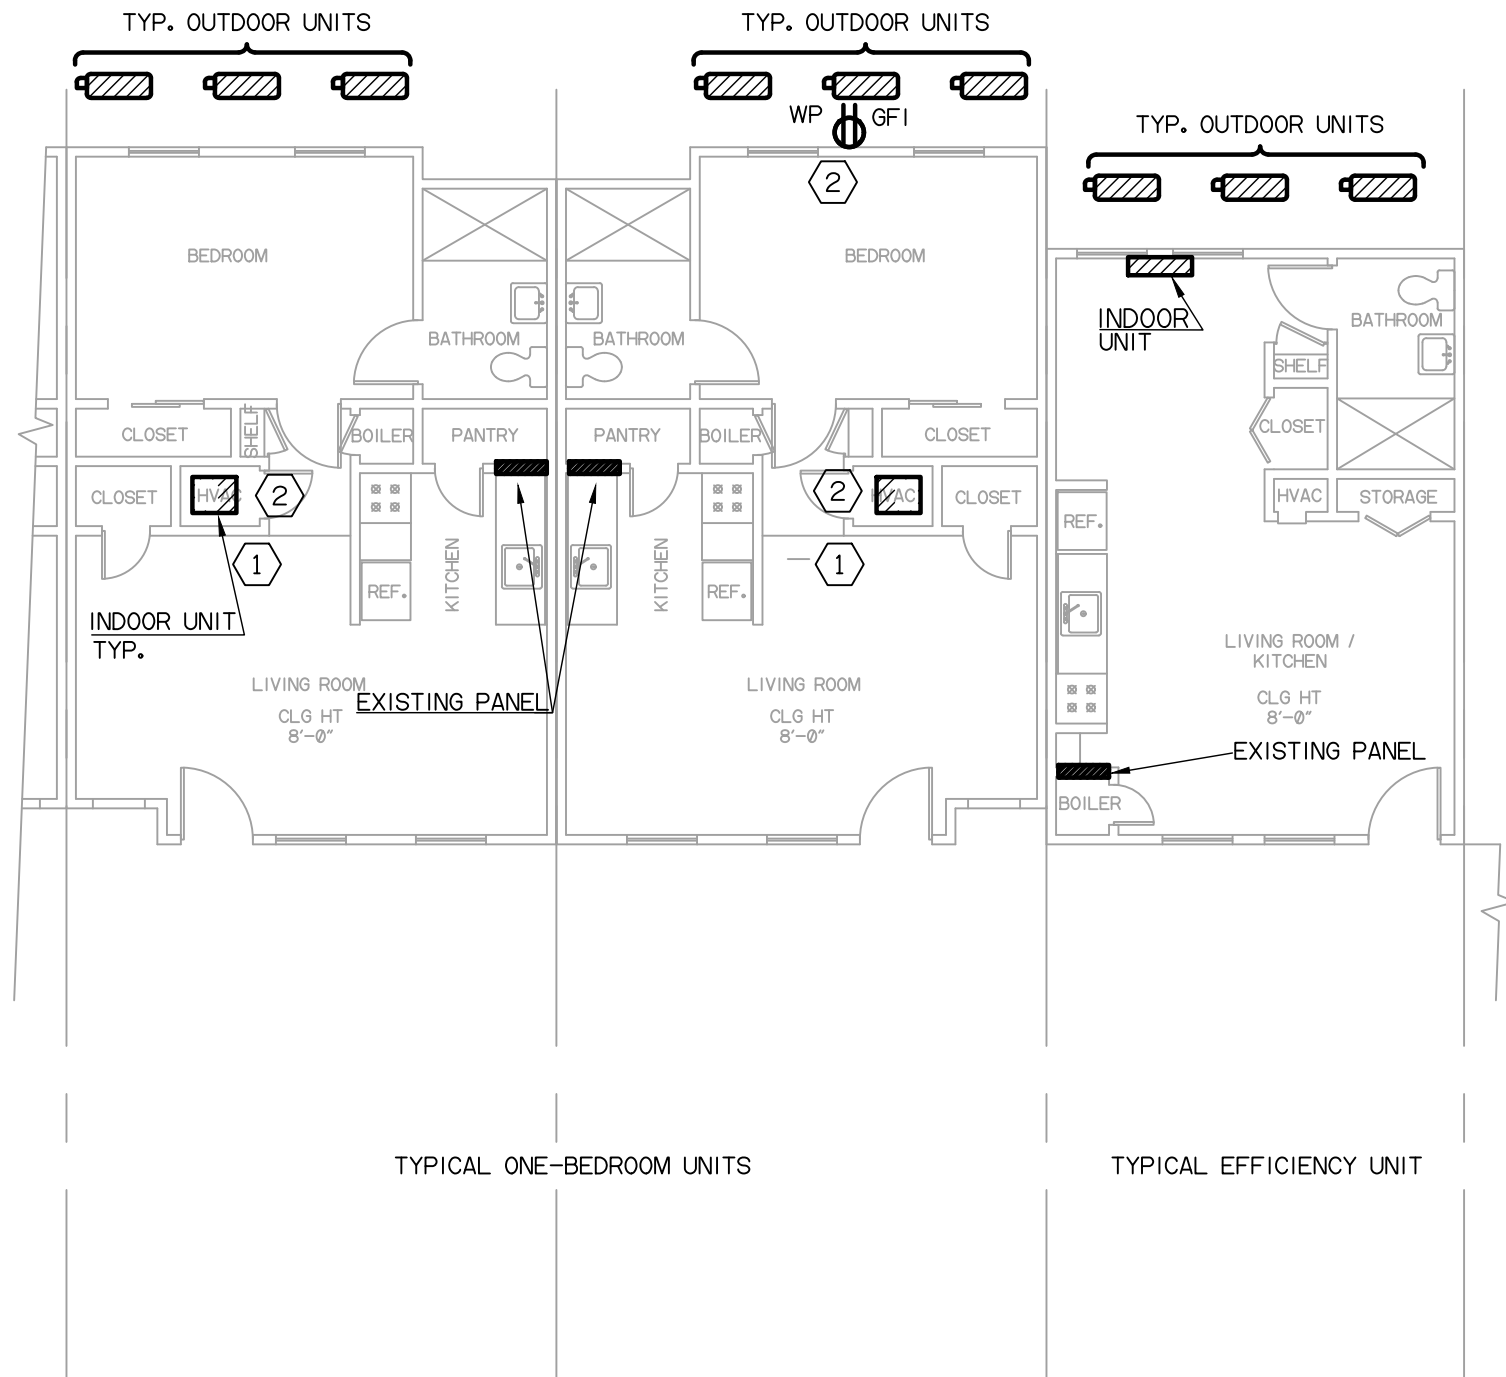 TYP. OUTDOOR UNITS
TYP. OUTDOOR UNITS
WP
GFI
TYP. OUTDOOR UNITS
2
BEDROOM
BEDROOM
INDOOR
UNIT
BATHROOM
BATHROOM
BATHROOM
SHELF
CLOSET
SHELF
BOILER
PANTRY
PANTRY
BOILER
CLOSET
CLOSET
CLOSET
HVAC
2
2
HVAC
CLOSET
HVAC
STORAGE
REF.
1
1
KITCHEN
KITCHEN
REF.
REF.
INDOOR UNIT
TYP.
LIVING ROOM /
KITCHEN
CLG HT
8'-0"
LIVING ROOM
CLG HT
8'-0"
EXISTING PANEL
LIVING ROOM
CLG HT
8'-0"
EXISTING PANEL
BOILER
TYPICAL ONE-BEDROOM UNITS
TYPICAL EFFICIENCY UNIT